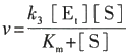 v = k₃ [ E₁ ] [ S ] / Kₘ + [ S ]